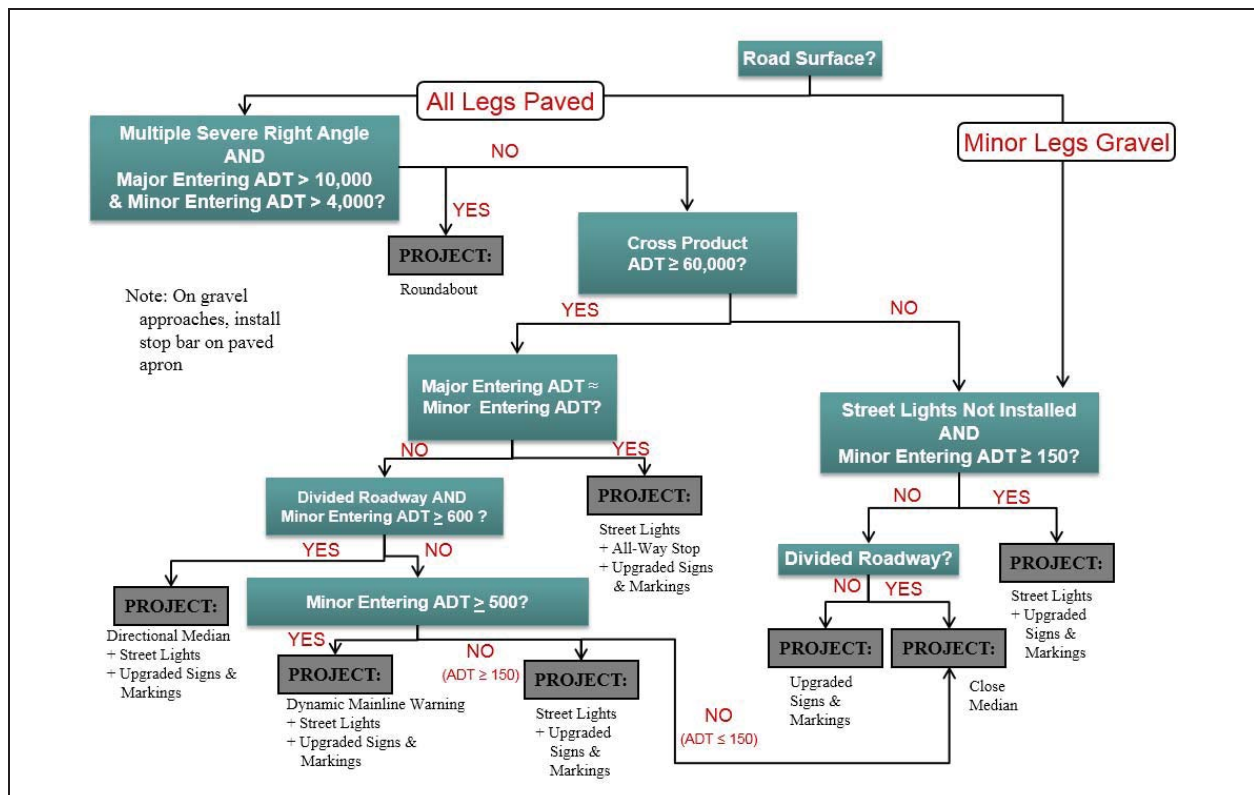 Road Surface?
All Legs Paved
Minor Legs Gravel
Multiple Severe Right Angle
AND
Major Entering ADT > 10,000
& Minor Entering ADT > 4,000?
NO
YES
PROJECT:
Roundabout
Cross Product
ADT ≥ 60,000?
Note: On gravel
approaches, install
stop bar on paved
apron
YES
NO
Major Entering ADT ≈
Minor Entering ADT?
Street Lights Not Installed
AND
Minor Entering ADT ≥ 150?
NO
YES
Divided Roadway AND
Minor Entering ADT ≥ 600 ?
PROJECT:
Street Lights
+ All-Way Stop
+ Upgraded Signs
& Markings
NO
YES
Divided Roadway?
PROJECT:
Street Lights
+ Upgraded
Signs &
Markings
YES
NO
PROJECT:
Directional Median
+ Street Lights
+ Upgraded Signs &
Markings
Minor Entering ADT ≥ 500?
NO
YES
PROJECT:
Upgraded
Signs &
Markings
PROJECT:
Close
Median
YES
PROJECT:
Dynamic Mainline Warning
+ Street Lights
+ Upgraded Signs &
Markings
NO
(ADT ≥ 150)
PROJECT:
Street Lights
+ Upgraded
Signs &
Markings
NO
(ADT ≤ 150)